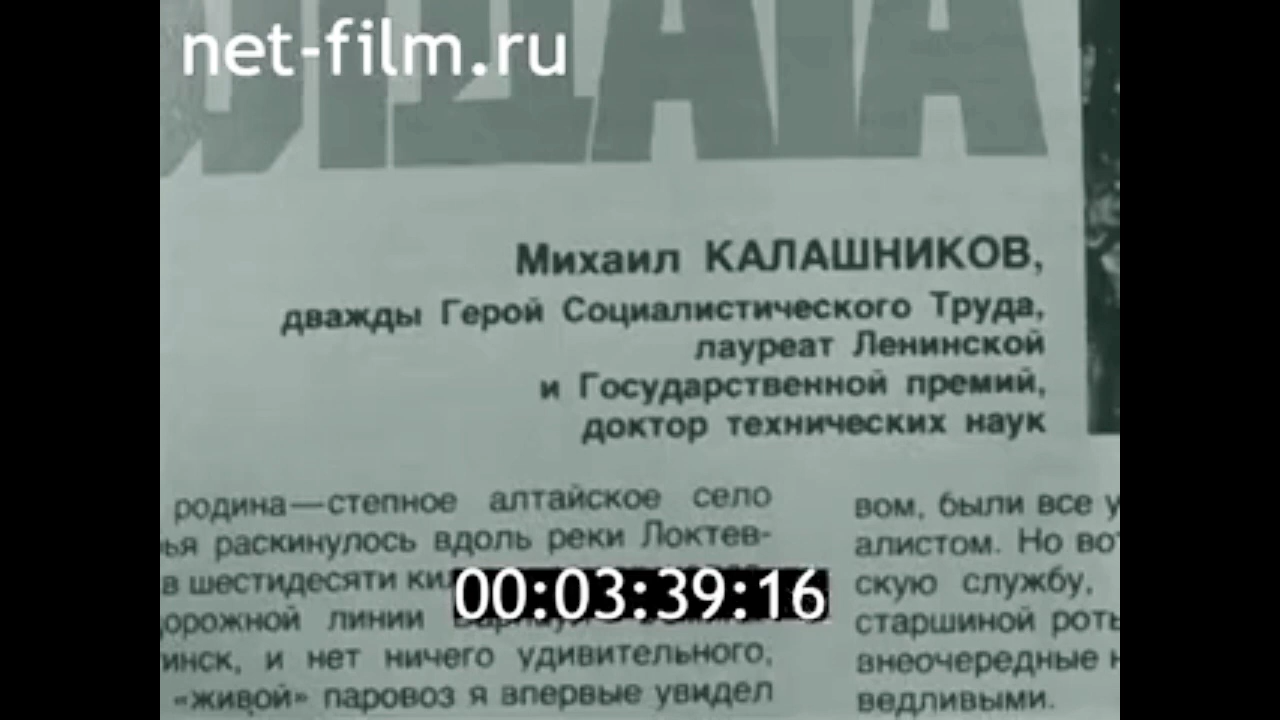 net-film.ru
Михаил КАЛАШНИКОВ,
дважды Герой Социалистического Труда,
лауреат Ленинской
и Государственной премий,
доктор технических наук
родина—степное алтайское село
раскинулось вдоль реки Локтев-
в шестидесяти
линии
и нет ничего удивительного,
«живой» паровоз я впервые увидел
вом, были все
алистом. Но
скую службу,
старшиной
внеочередные
ведливыми.
00:03:39:16